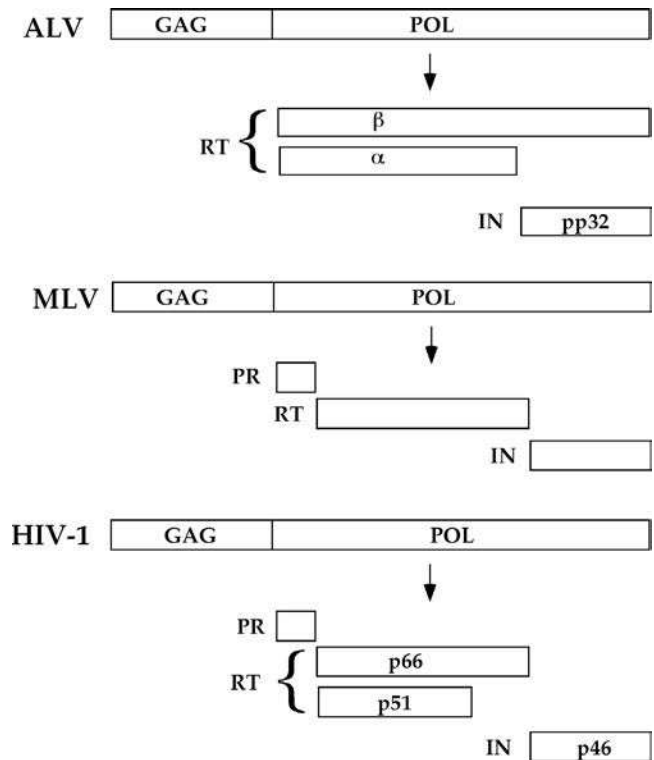 ALV GAG POL
β
RT
α
IN pp32
MLV GAG POL
PR
RT
IN
HIV-1 GAG POL
PR
p66
RT
p51
IN p46